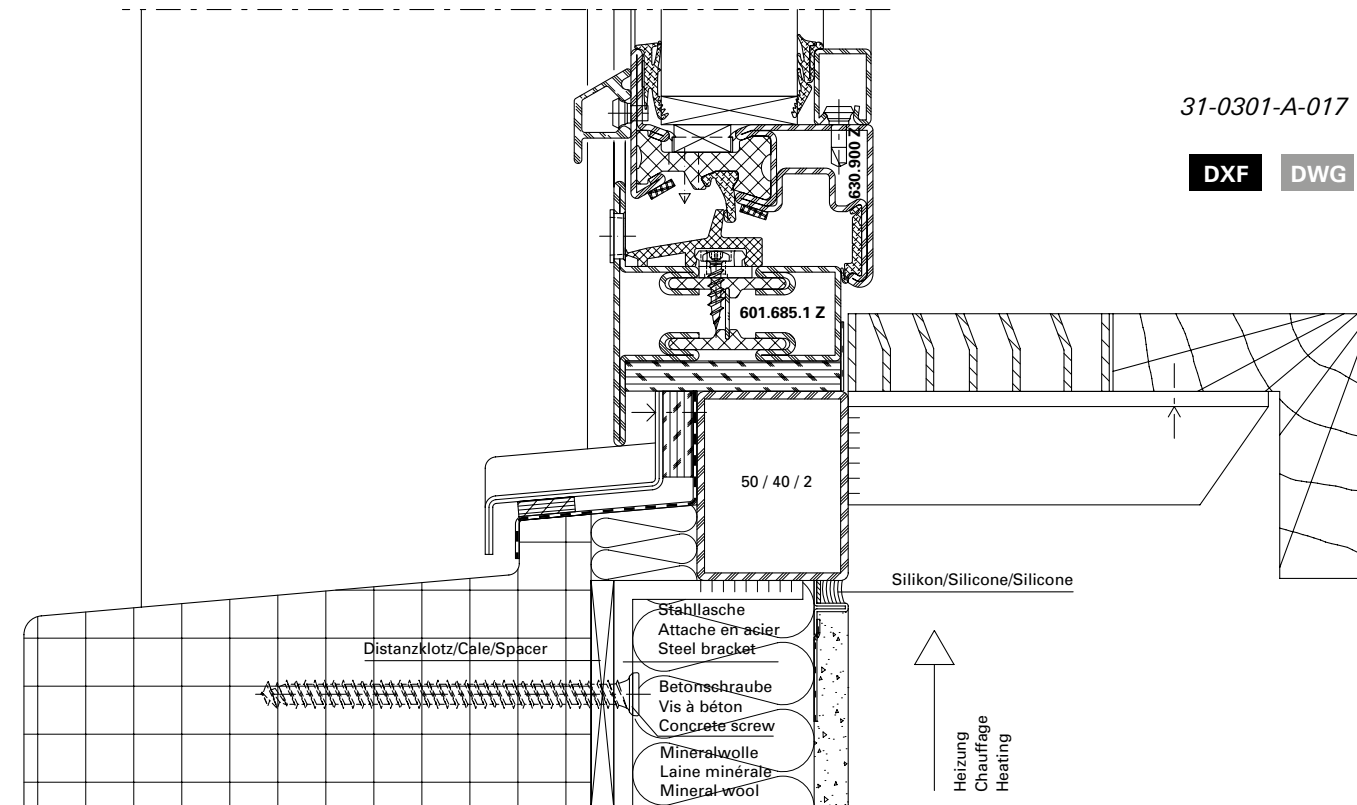 31-0301-A-017
DXF DWG
630.900 Z
601.685.1 Z
50 / 40 / 2
Silikon/Silicone/Silicone
Stahllasche
Attache en acier
Steel bracket
Distanzklotz/Cale/Spacer
Betonschraube
Vis à béton
Concrete screw
Mineralwolle
Laine minérale
Mineral wool
Heizung
Chauffage
Heating